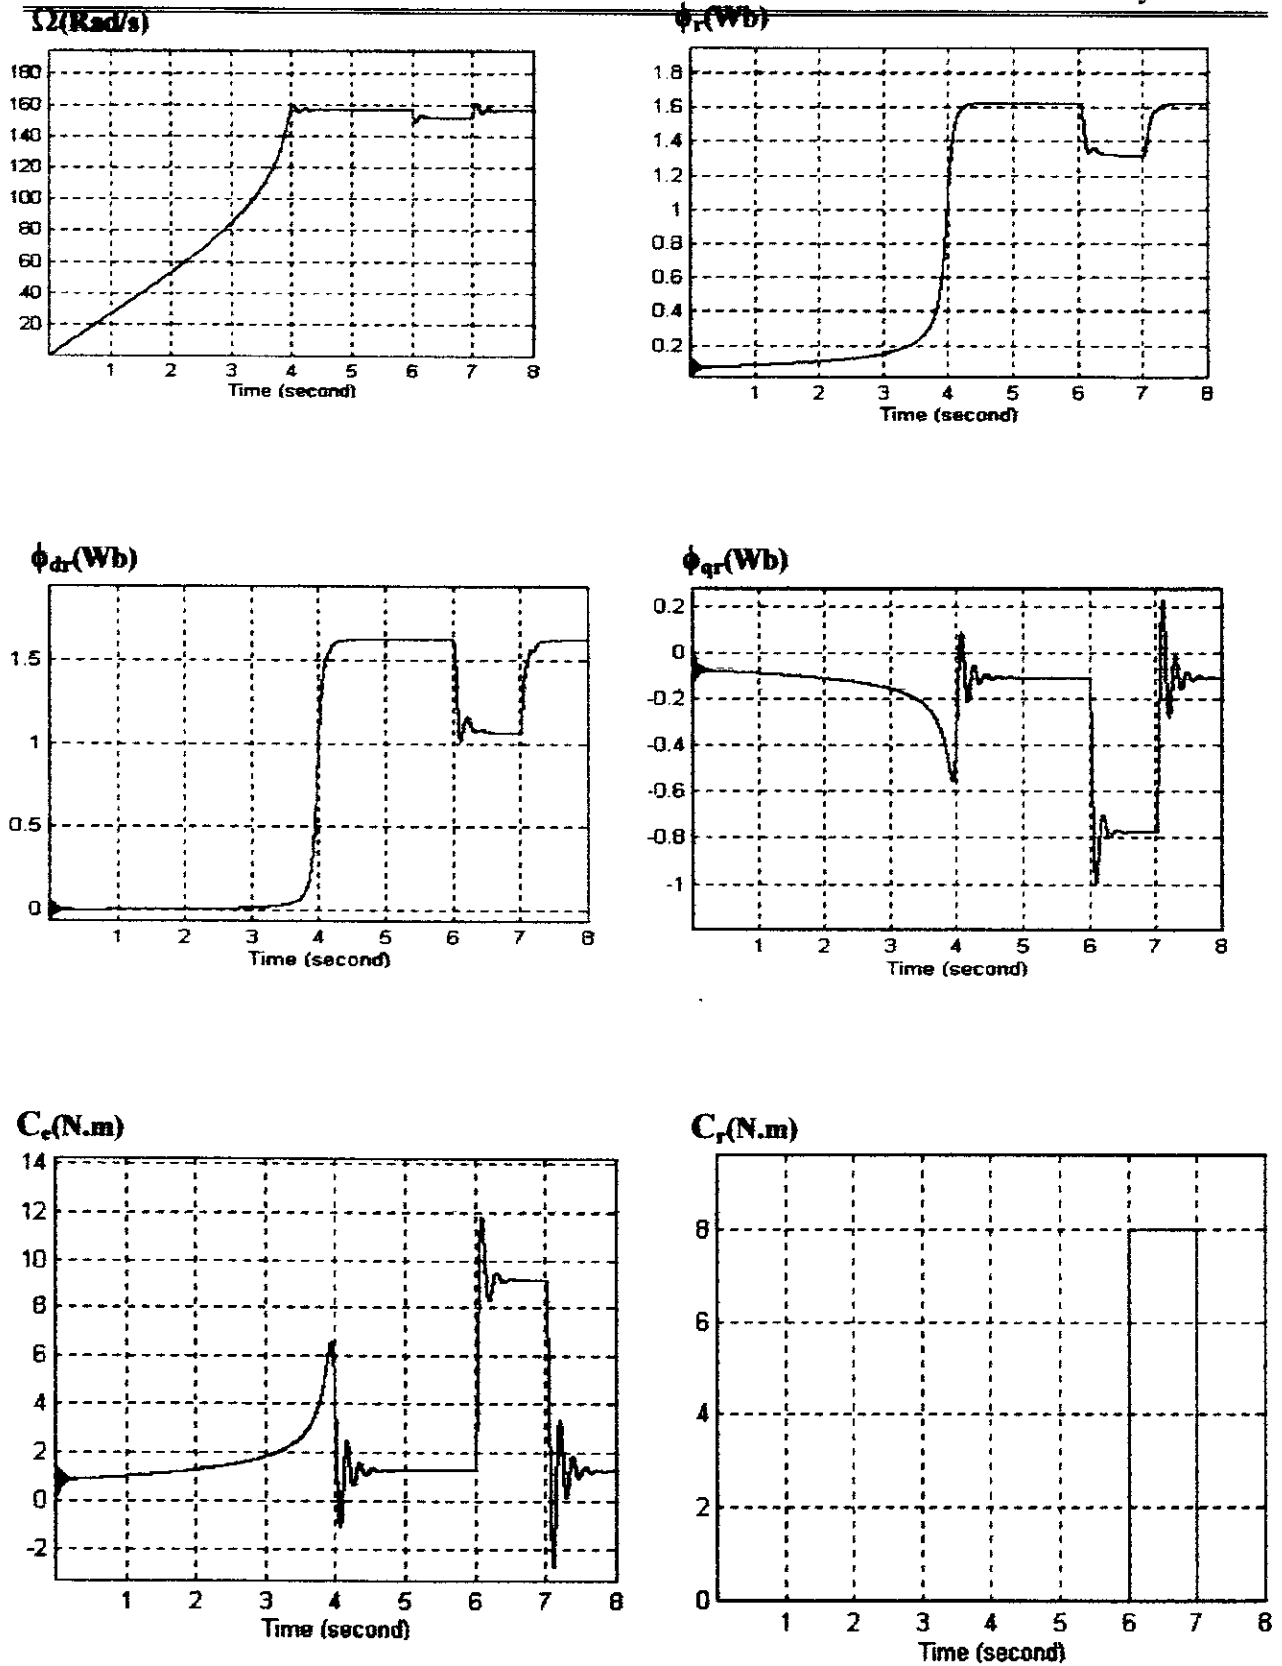 Ω(Rad/s)
180
160
140
120
100
80
60
40
20
1 2 3 4 5 6 7 8
Time (second)
ϕr(Wb)
1.8
1.6
1.4
1.2
1
0.8
0.6
0.4
0.2
1 2 3 4 5 6 7 8
Time (second)
ϕdr(Wb)
1.5
1
0.5
0
1 2 3 4 5 6 7 8
Time (second)
ϕqr(Wb)
0.2
0
-0.2
-0.4
-0.6
-0.8
-1
1 2 3 4 5 6 7 8
Time (second)
Ce(N.m)
14
12
10
8
6
4
2
0
-2
1 2 3 4 5 6 7 8
Time (second)
Cr(N.m)
8
6
4
2
0
1 2 3 4 5 6 7 8
Time (second)